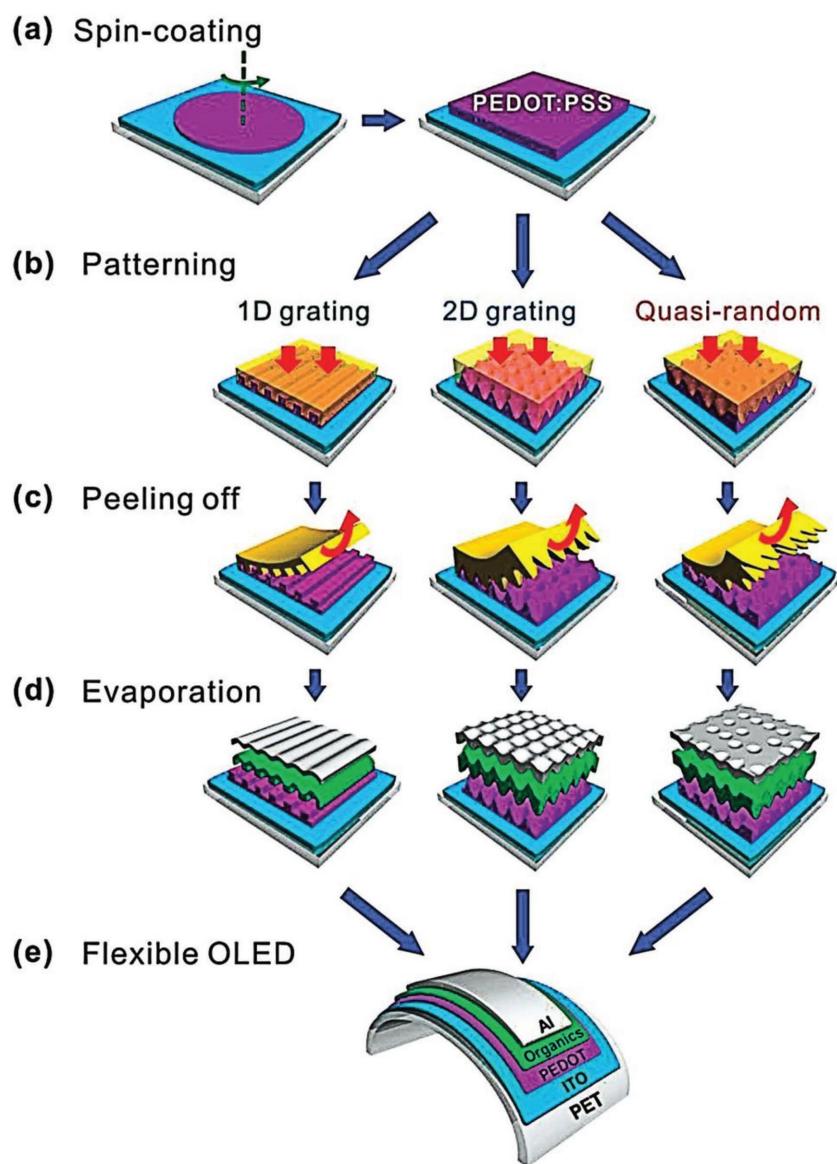 (a) Spin-coating
PEDOT:PSS
(b) Patterning
1D grating 2D grating Quasi-random
(c) Peeling off
(d) Evaporation
(e) Flexible OLED
Al
Organics
PEDOT
ITO
PET